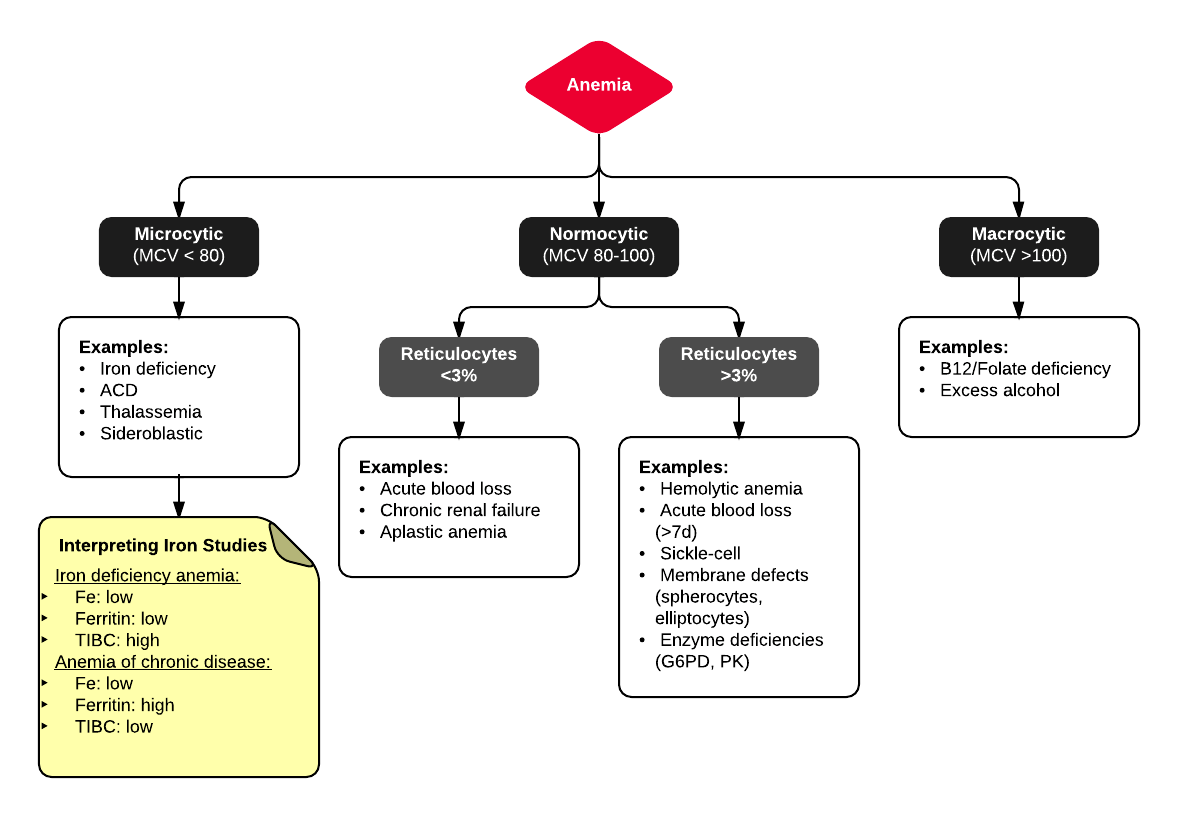 Anemia
Microcytic
(MCV < 80)
Normocytic
(MCV 80-100)
Macrocytic
(MCV >100)
Examples:
• Iron deficiency
• ACD
• Thalassemia
• Sideroblastic
Reticulocytes
<3%
Reticulocytes
>3%
Examples:
• B12/Folate deficiency
• Excess alcohol
Examples:
• Acute blood loss
• Chronic renal failure
• Aplastic anemia
Examples:
• Hemolytic anemia
• Acute blood loss
(>7d)
• Sickle-cell
• Membrane defects
(spherocytes,
elliptocytes)
• Enzyme deficiencies
(G6PD, PK)
Interpreting Iron Studies
Iron deficiency anemia:
‣ Fe: low
‣ Ferritin: low
‣ TIBC: high
Anemia of chronic disease:
‣ Fe: low
‣ Ferritin: high
‣ TIBC: low